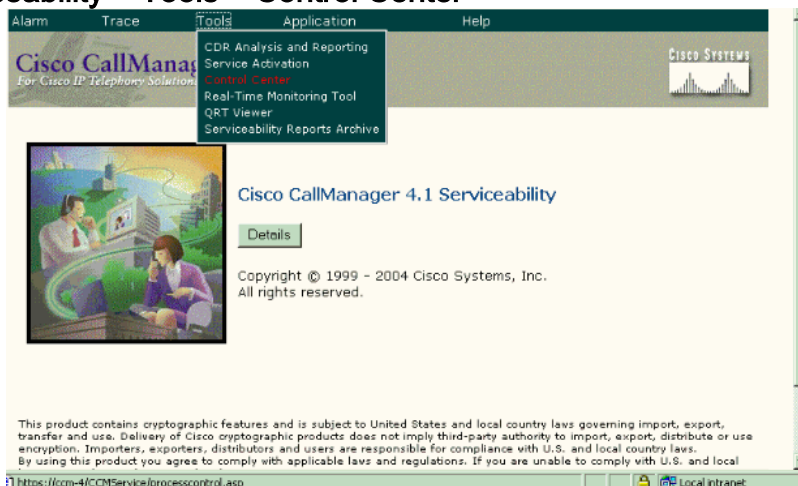 Tools Control Center
Alarm Trace Tools Application Help
CDR Analysis and Reporting
Service Activation
Control Center
Real-Time Monitoring Tool
QRT Viewer
Serviceability Reports Archive
Cisco
For Cisco IP Telephony
CISCO SYSTEMS
Cisco CallManager 4.1 Serviceability
Details
Copyright © 1999 - 2004 Cisco Systems, Inc.
All rights reserved.
This product contains cryptographic features and is subject to United States and local country laws governing import, export,
transfer and use. Delivery of Cisco cryptographic products does not imply third-party authority to import, export, distribute or use
encryption. Importers, exporters, distributors and users are responsible for compliance with U.S. and local country laws.
By using this product you agree to comply with applicable laws and regulations. If you are unable to comply with U.S. and local
https://ccm-4/CCMService/processcontrol.asp
Local intranet